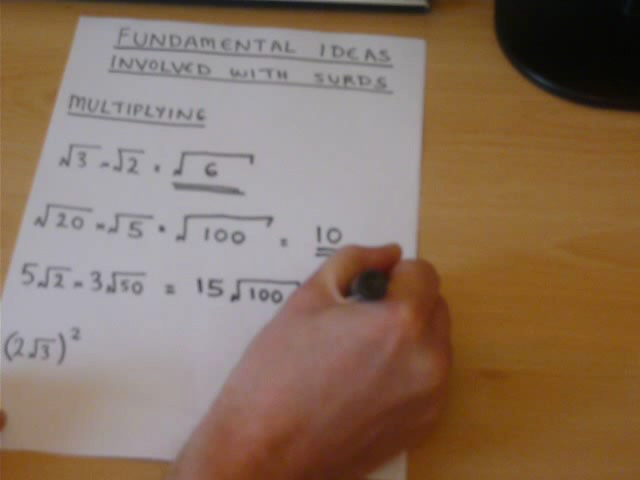 FUNDAMENTAL IDEAS
INVOLVED WITH SURDS
MULTIPLYING
√3 × √2 = √6
√20 × √5 = √100 = 10
5√2 × 3√50 = 15√100
(2√3)²